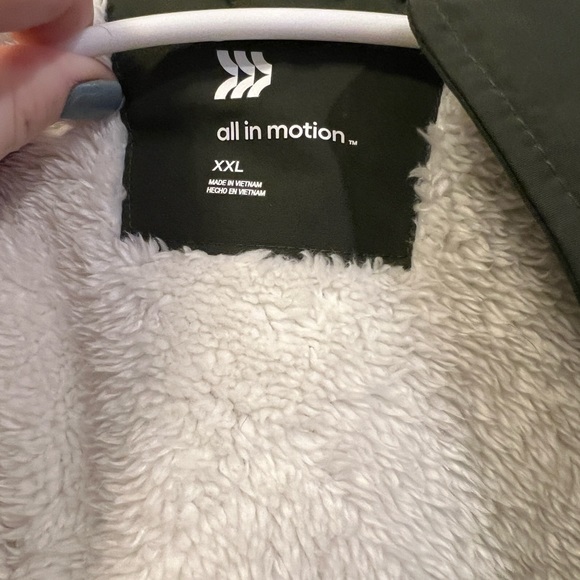 all in motion™
XXL
MADE IN VIETNAM
HECHO EN VIETNAM